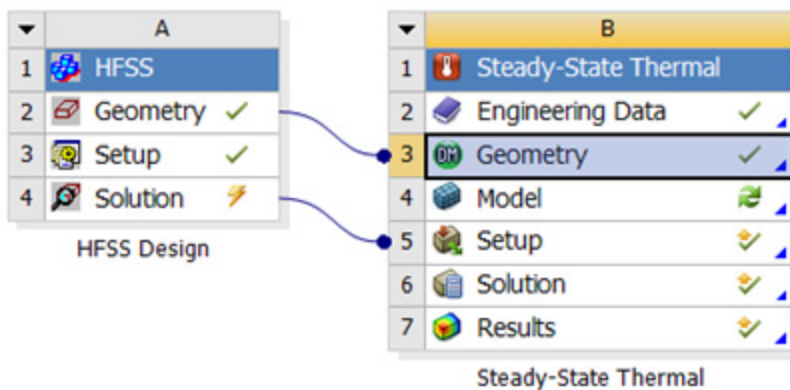 A
1 HFSS
2 Geometry
3 Setup
4 Solution
HFSS Design
B
1 Steady-State Thermal
2 Engineering Data
3 DM Geometry
4 Model
5 Setup
6 Solution
7 Results
Steady-State Thermal